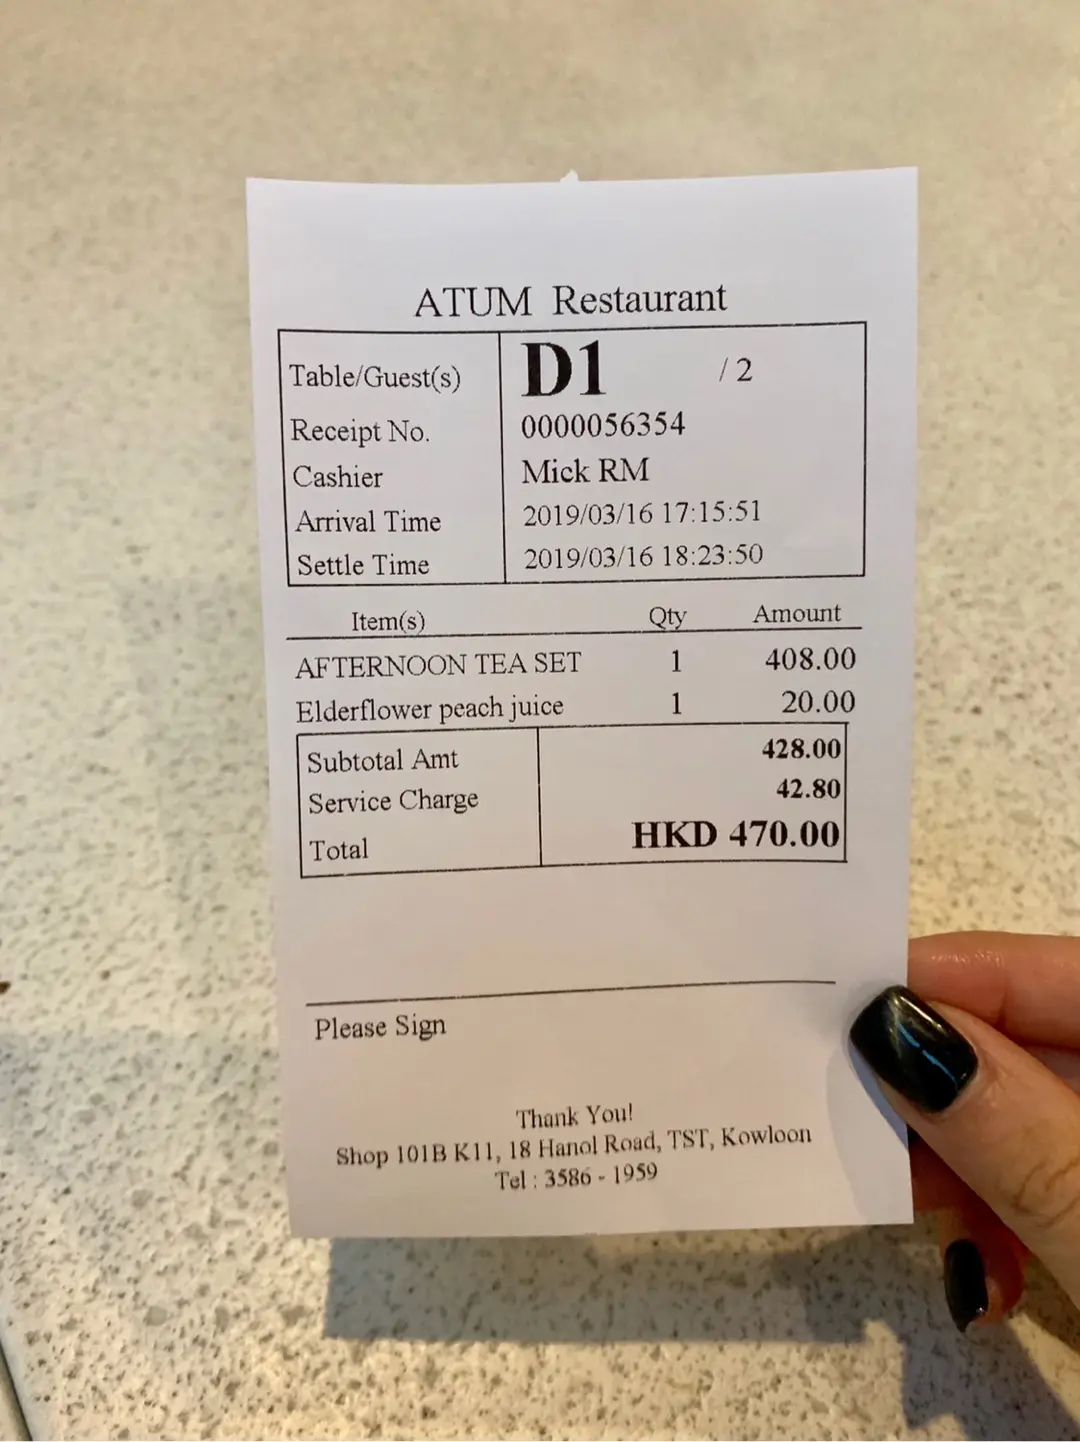 ATUM Restaurant
Table/Guest(s) D1 / 2
Receipt No. 0000056354
Cashier Mick RM
Arrival Time 2019/03/16 17:15:51
Settle Time 2019/03/16 18:23:50
Item(s) Qty Amount
AFTERNOON TEA SET 1 408.00
Elderflower peach juice 1 20.00
Subtotal Amt 428.00
Service Charge 42.80
Total HKD 470.00
Please Sign
Thank You!
Shop 101B K11, 18 Hanol Road, TST, Kowloon
Tel : 3586 - 1959